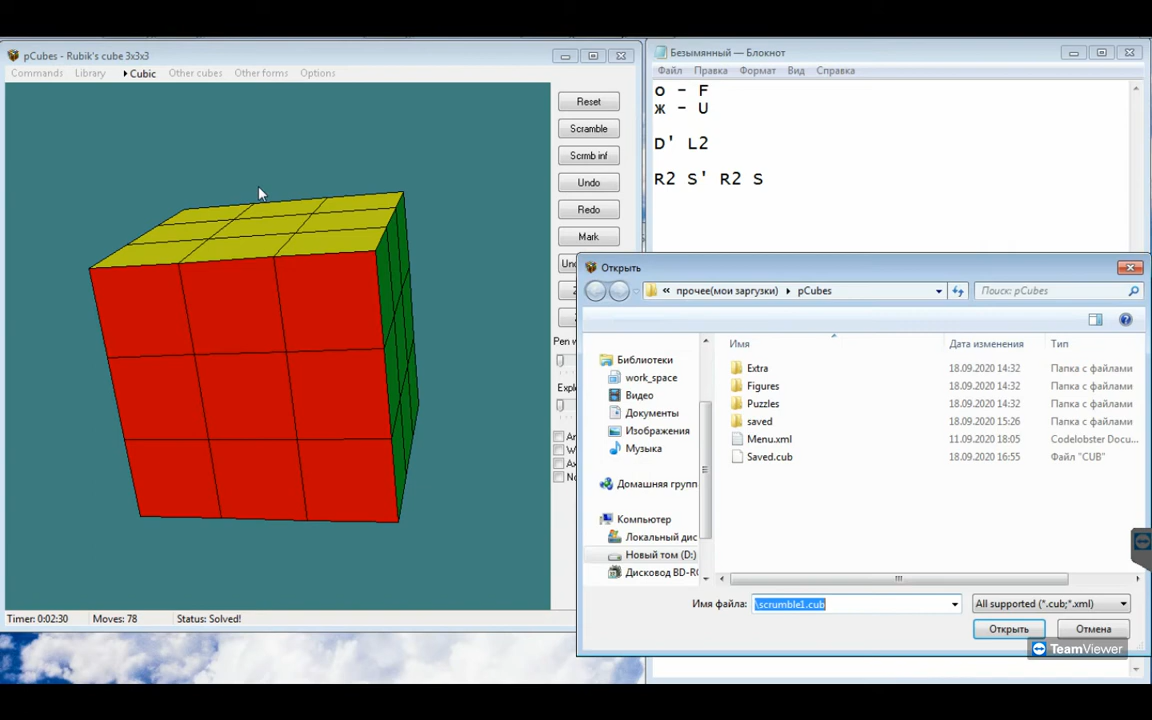 pCubes - Rubik's cube 3x3x3
Commands Library Cubic Other cubes Other forms Options
Reset
Scramble
Scrmb inf
Undo
Redo
Mark
Timer: 0:02:30 Moves: 78 Status: Solved!
Безымянный — Блокнот
Файл Правка Формат Вид Справка
о - F
ж - U
D' L2
R2 S' R2 S
Открыть
« прочее(мои заргузки) pCubes Поиск: pCubes
Имя Дата изменения Тип
Extra 18.09.2020 14:32 Папка с файлами
Figures 18.09.2020 14:32 Папка с файлами
Puzzles 18.09.2020 14:32 Папка с файлами
saved 18.09.2020 15:26 Папка с файлами
Menu.xml 11.09.2020 18:05 Codelobster Docu...
Saved.cub 18.09.2020 16:55 Файл "CUB"
Библиотеки
work_space
Видео
Документы
Изображения
Музыка
Домашняя групп
Компьютер
Локальный дис
Новый том (D:)
Дисковод BD-RO
Имя файла: \scrumble1.cub All supported (*.cub;*.xml)
Открыть Отмена
TeamViewer